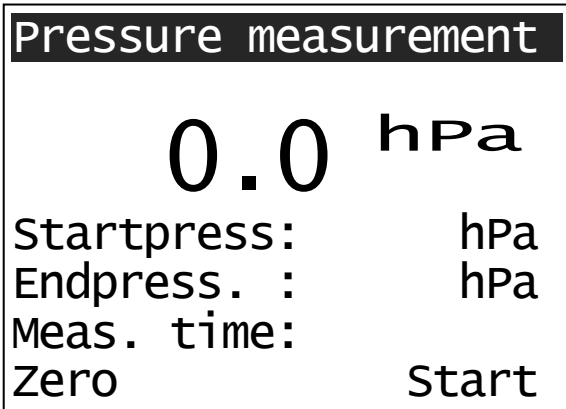 Pressure measurement
0.0 hPa
Startpress: hPa
Endpress. : hPa
Meas. time:
Zero Start